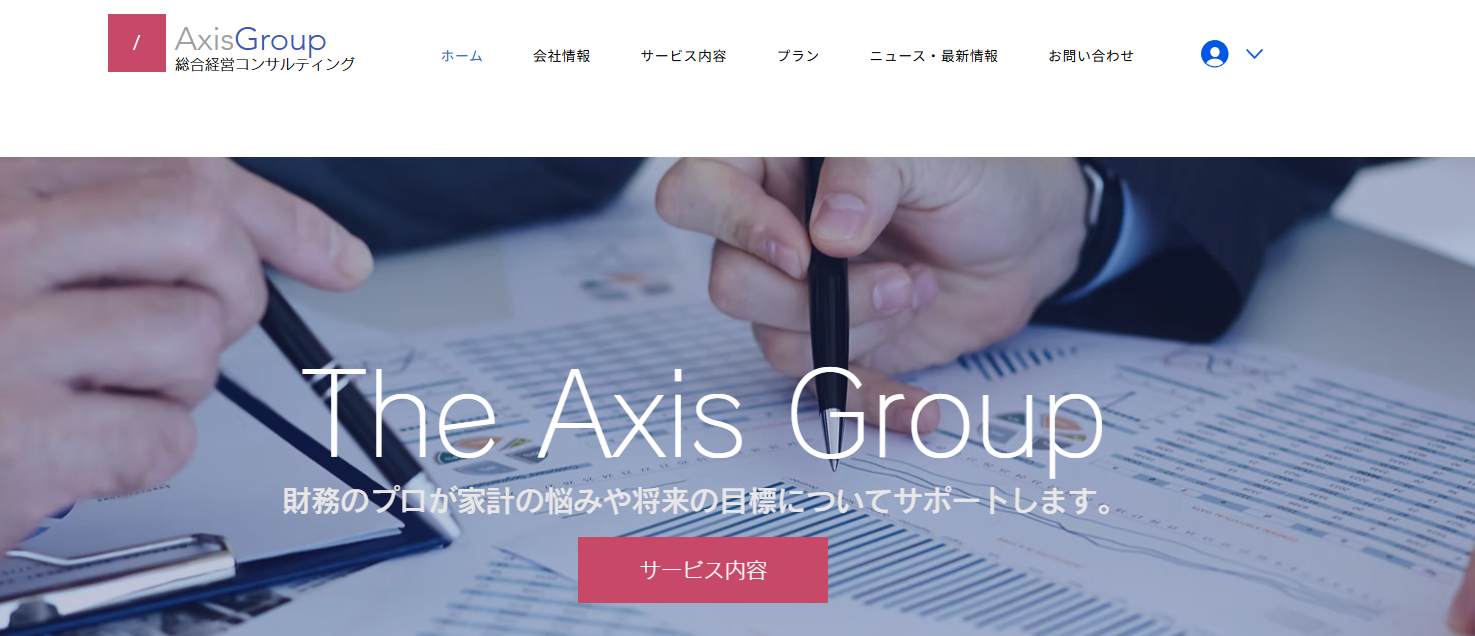 /
AxisGroup
総合経営コンサルティング
ホーム 会社情報 サービス内容 プラン ニュース・最新情報 お問い合わせ
The Axis Group
財務のプロが家計の悩みや将来の目標についてサポートします。
サービス内容